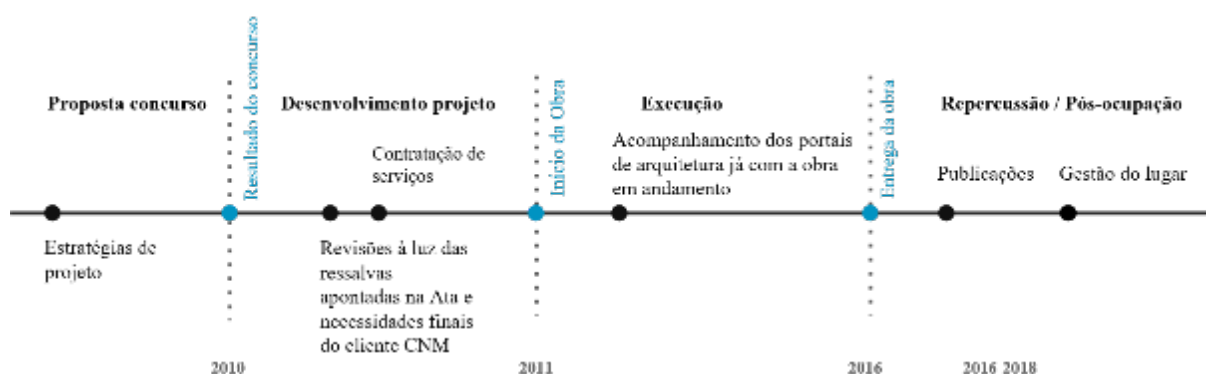 Proposta concurso
Resultado do concurso
Desenvolvimento projeto
Início da Obra
Execução
Entrega da obra
Repercussão / Pós-ocupação
Contratação de
serviços
Acompanhamento dos portais
de arquitetura já com a obra
em andamento
Publicações
Gestão do lugar
Estratégias de
projeto
Revisões à luz das
ressalvas
apontadas na Ata e
necessidades finais
do cliente CNM
2010
2011
2016
2016 2018